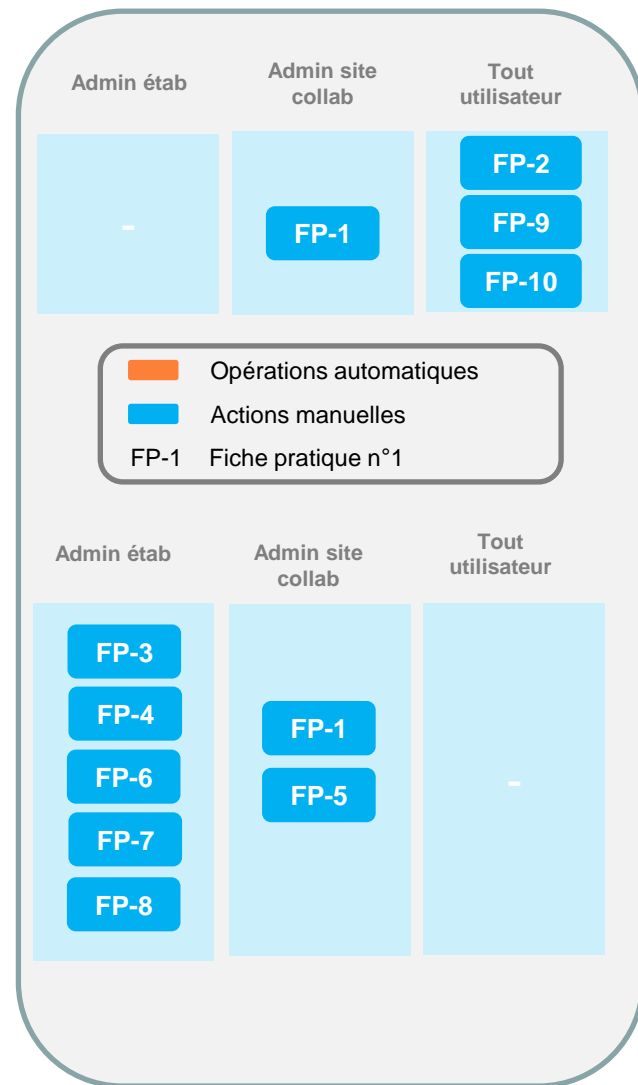 Admin étab
Admin site
collab
Tout
utilisateur
-
FP-1
FP-2
FP-9
FP-10
Opérations automatiques
Actions manuelles
FP-1 Fiche pratique n°1
Admin étab
Admin site
collab
Tout
utilisateur
FP-3
FP-4
FP-6
FP-7
FP-8
FP-1
FP-5
-